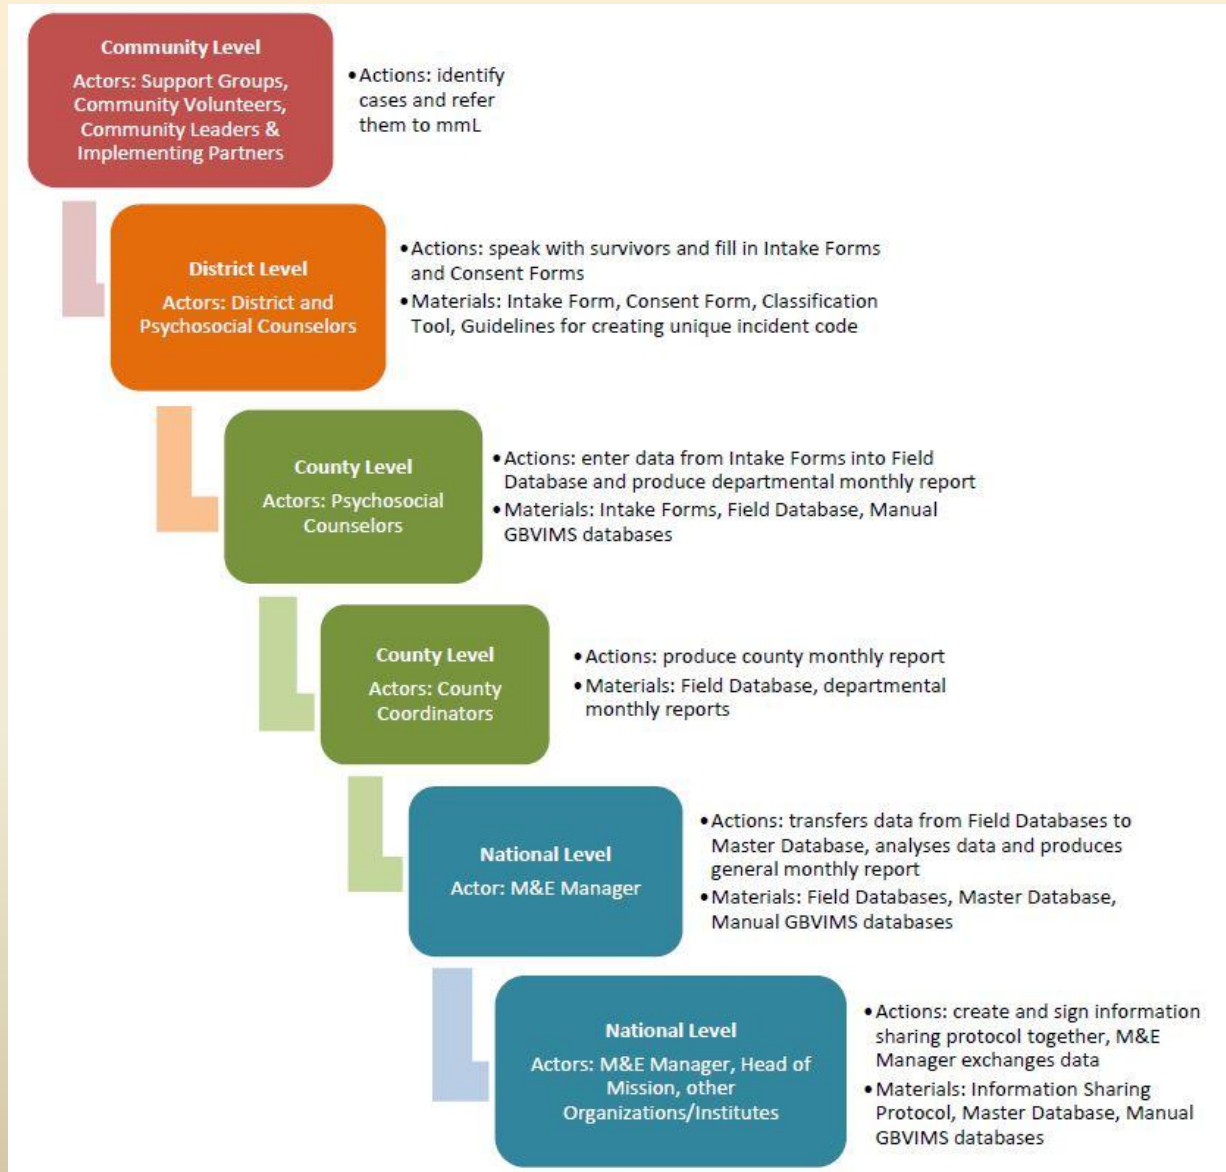 Community Level
Actors: Support Groups,
Community Volunteers,
Community Leaders &
Implementing Partners
•Actions: identify
cases and refer
them to mmL
District Level
Actors: District and
Psychosocial Counselors
•Actions: speak with survivors and fill in Intake Forms
and Consent Forms
•Materials: Intake Form, Consent Form, Classification
Tool, Guidelines for creating unique incident code
County Level
Actors: Psychosocial
Counselors
•Actions: enter data from Intake Forms into Field
Database and produce departmental monthly report
•Materials: Intake Forms, Field Database, Manual
GBVIMS databases
County Level
Actors: County
Coordinators
•Actions: produce county monthly report
•Materials: Field Database, departmental
monthly reports
National Level
Actor: M&E Manager
•Actions: transfers data from Field Databases to
Master Database, analyses data and produces
general monthly report
•Materials: Field Databases, Master Database,
Manual GBVIMS databases
National Level
Actors: M&E Manager, Head of
Mission, other
Organizations/Institutes
•Actions: create and sign information
sharing protocol together, M&E
Manager exchanges data
•Materials: Information Sharing
Protocol, Master Database, Manual
GBVIMS databases